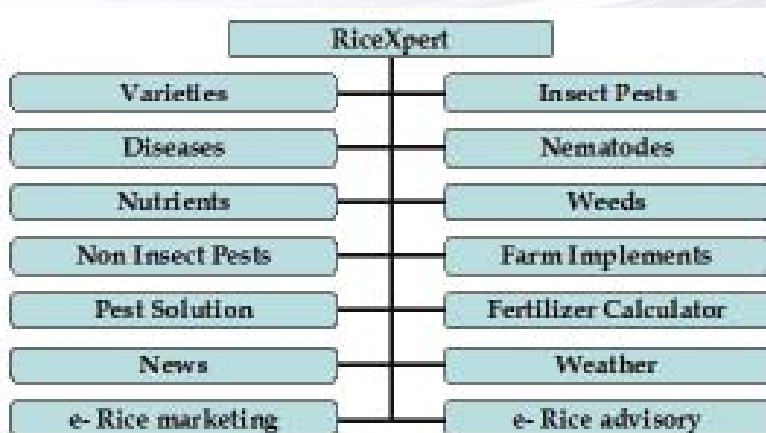 RiceXpert
Varieties
Insect Pests
Diseases
Nematodes
Nutrients
Weeds
Non Insect Pests
Farm Implements
Pest Solution
Fertilizer Calculator
News
Weather
e- Rice marketing
e- Rice advisory